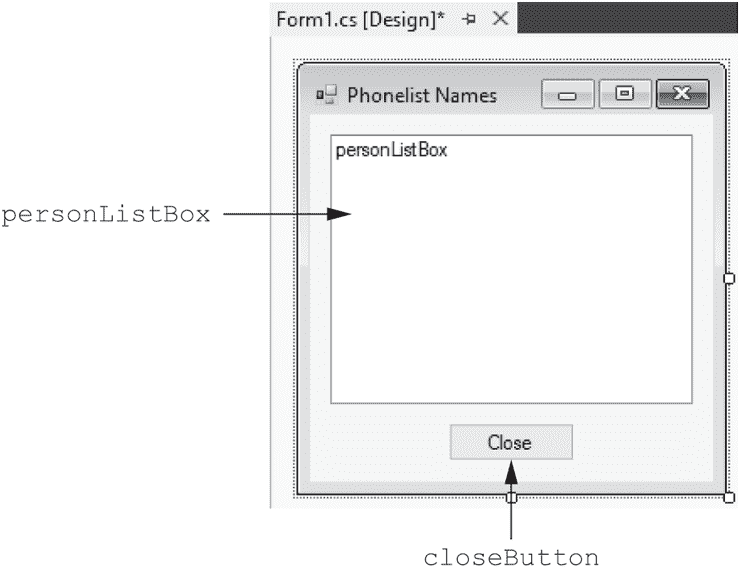 Form1.cs [Design]*
Phonelist Names
personListBox
personListBox
Close
closeButton